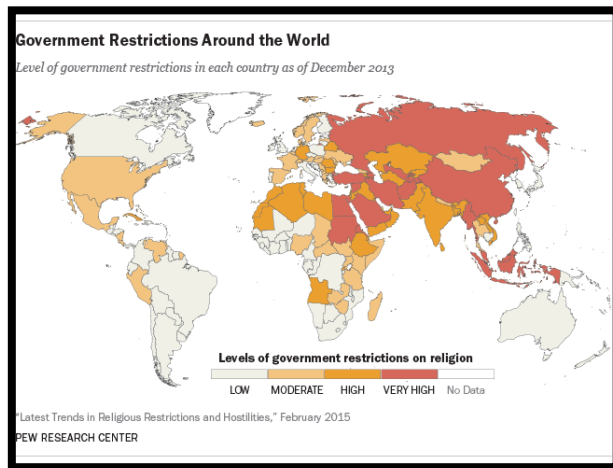 Government Restrictions Around the World
Level of government restrictions in each country as of December 2013
Levels of government restrictions on religion
LOW MODERATE HIGH VERY HIGH No Data
"Latest Trends in Religious Restrictions and Hostilities," February 2015
PEW RESEARCH CENTER